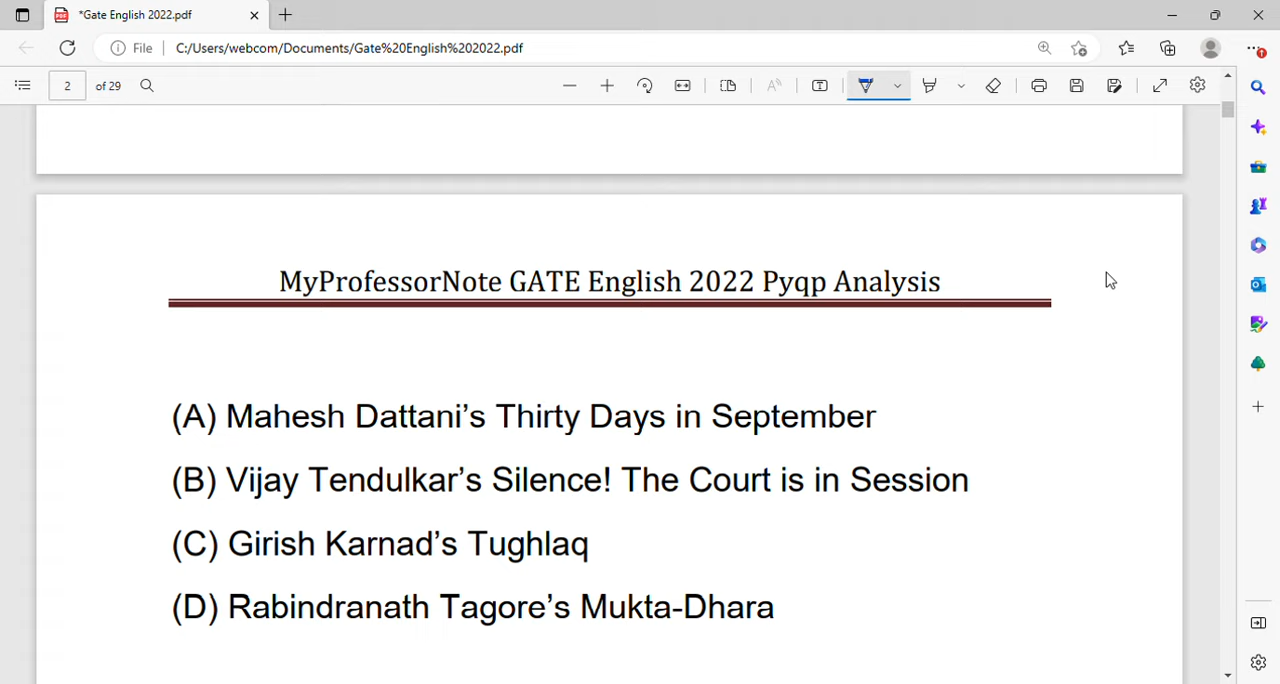 *Gate English 2022.pdf
File
C:/Users/webcom/Documents/Gate%20English%202022.pdf
2 of 29
MyProfessorNote GATE English 2022 Pyqp Analysis
(A) Mahesh Dattani’s Thirty Days in September
(B) Vijay Tendulkar’s Silence! The Court is in Session
(C) Girish Karnad’s Tughlaq
(D) Rabindranath Tagore’s Mukta-Dhara